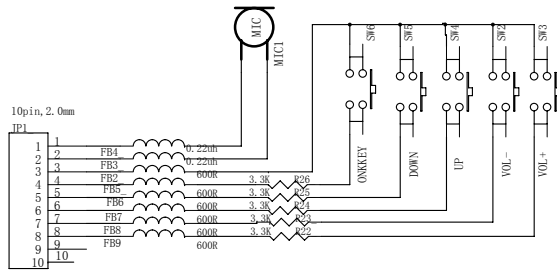 MIC
MIC1
SW6
SW5
SW4
SW2
SW3
10pin,2.0mm
JP1
1 1
2 2 FB4 0.22uh
3 3 FB3 0.22uh
4 4 FB2 600R 3.3K R26
5 5 FB5 600R 3.3K R25
6 6 FB6 600R 3.3K R24
7 7 FB7 600R 3.3K R23
8 8 FB8 600R 3.3K R22
9 9 FB9 600R
10 10
ONKKEY
DOWN
UP
VOL-
VOL+